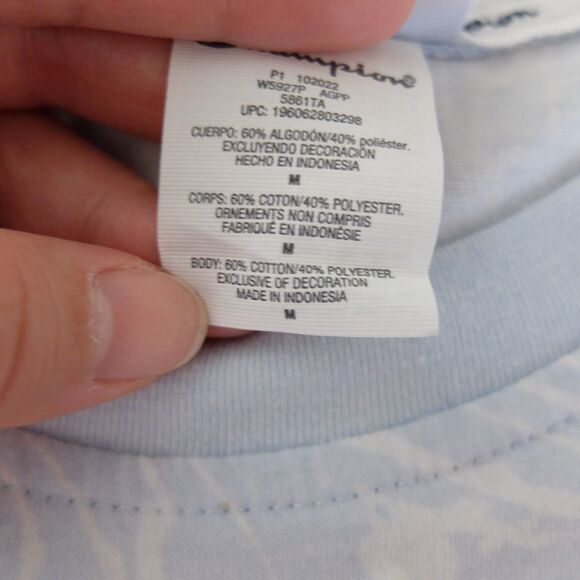 Champion
P1 102022
W5927P AGPP
5861TA
UPC: 196062803298
CUERPO: 60% ALGODÓN/40% poliéster.
EXCLUYENDO DECORACIÓN
HECHO EN INDONESIA
M
CORPS: 60% COTON/40% POLYESTER.
ORNEMENTS NON COMPRIS
FABRIQUÉ EN INDONÉSIE
M
BODY: 60% COTTON/40% POLYESTER.
EXCLUSIVE OF DECORATION
MADE IN INDONESIA
M